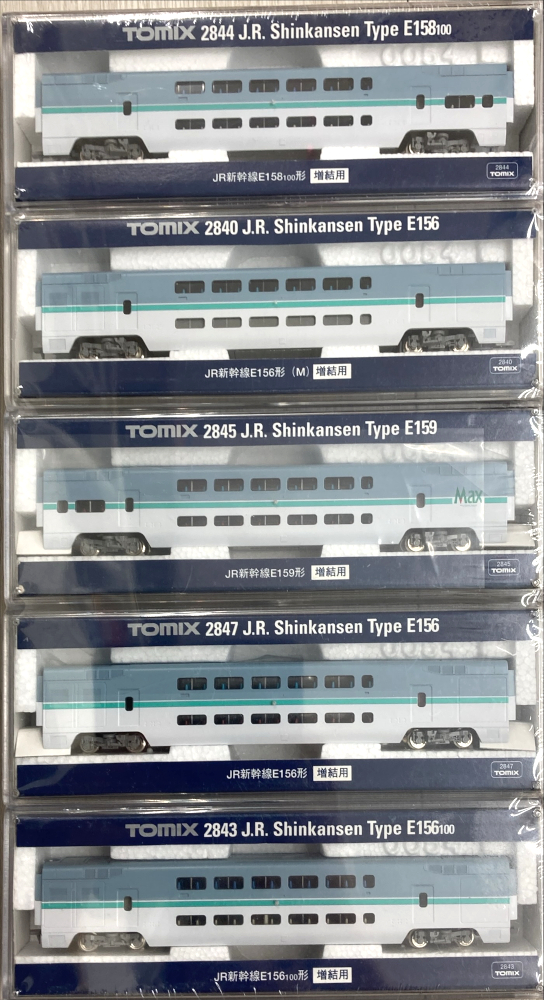 TOMIX 2844 J.R. Shinkansen Type E158100
JR新幹線E158100形 増結用
2844
TOMIX
TOMIX 2840 J.R. Shinkansen Type E156
JR新幹線E156形 (M) 増結用
2840
TOMIX
TOMIX 2845 J.R. Shinkansen Type E159
Max
JR新幹線E159形 増結用
2845
TOMIX
TOMIX 2847 J.R. Shinkansen Type E156
JR新幹線E156形 増結用
2847
TOMIX
TOMIX 2843 J.R. Shinkansen Type E156100
JR新幹線E156100形 増結用
2843
TOMIX